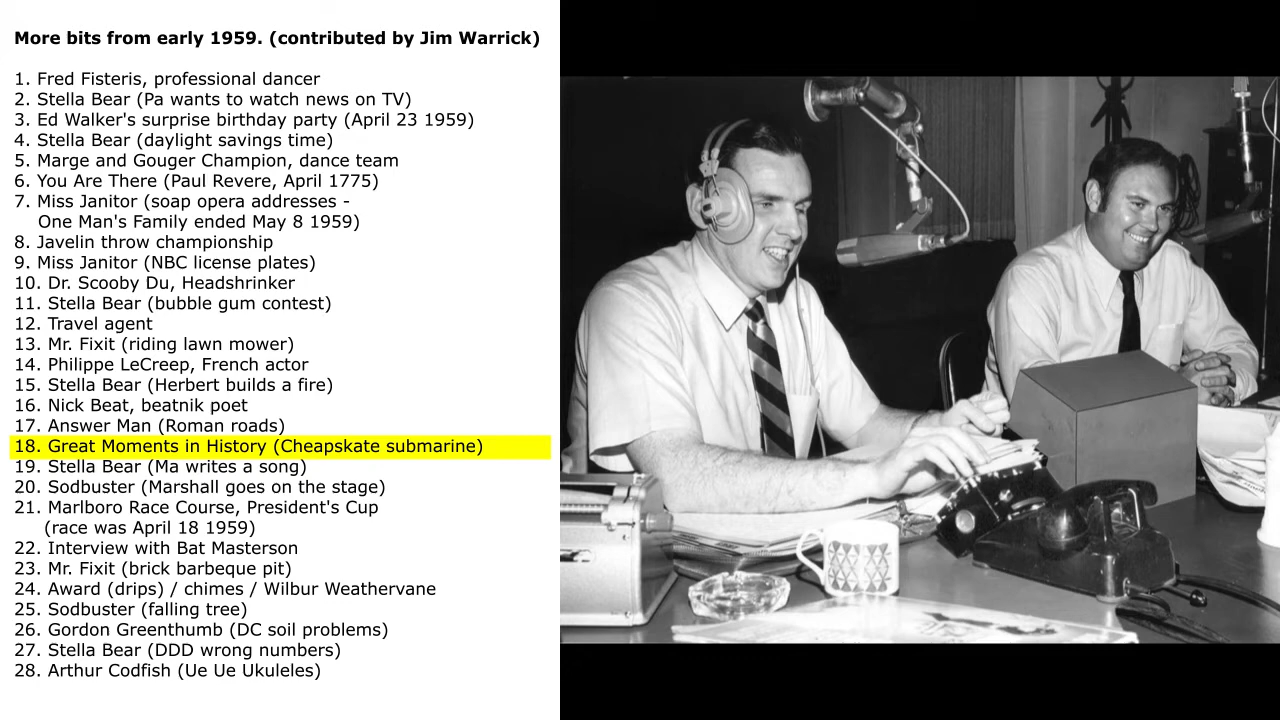 More bits from early 1959. (contributed by Jim Warrick)
1. Fred Fisteris, professional dancer
2. Stella Bear (Pa wants to watch news on TV)
3. Ed Walker's surprise birthday party (April 23 1959)
4. Stella Bear (daylight savings time)
5. Marge and Gouger Champion, dance team
6. You Are There (Paul Revere, April 1775)
7. Miss Janitor (soap opera addresses -
One Man's Family ended May 8 1959)
8. Javelin throw championship
9. Miss Janitor (NBC license plates)
10. Dr. Scooby Du, Headshrinker
11. Stella Bear (bubble gum contest)
12. Travel agent
13. Mr. Fixit (riding lawn mower)
14. Philippe LeCreep, French actor
15. Stella Bear (Herbert builds a fire)
16. Nick Beat, beatnik poet
17. Answer Man (Roman roads)
18. Great Moments in History (Cheapskate submarine)
19. Stella Bear (Ma writes a song)
20. Sodbuster (Marshall goes on the stage)
21. Marlboro Race Course, President's Cup
(race was April 18 1959)
22. Interview with Bat Masterson
23. Mr. Fixit (brick barbeque pit)
24. Award (drips) / chimes / Wilbur Weathervane
25. Sodbuster (falling tree)
26. Gordon Greenthumb (DC soil problems)
27. Stella Bear (DDD wrong numbers)
28. Arthur Codfish (Ue Ue Ukuleles)